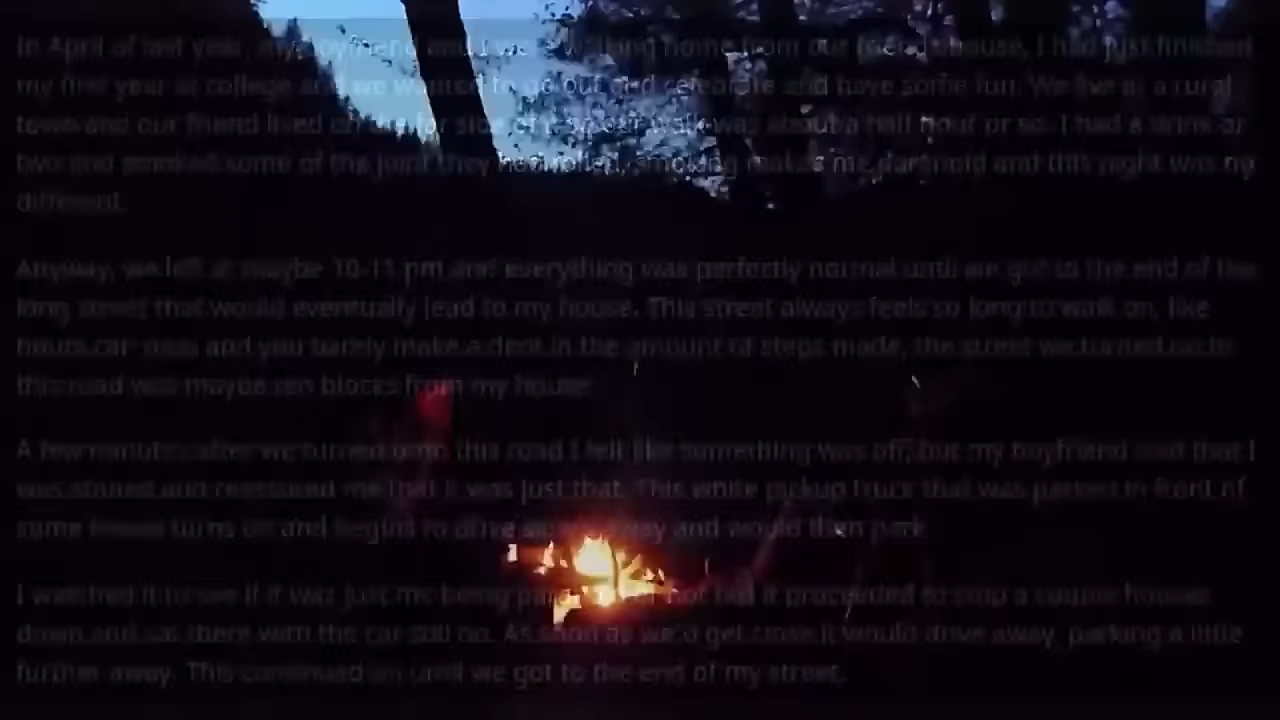 In April of last year, my boyfriend and I were walking home from our friend's house, I had just finished
my first year at college and we wanted to go out and celebrate and have some fun. We live in a rural
town and our friend lived on the far side of it so our walk was about a half hour or so. I had a drink or
two and smoked some of the joint they had rolled, smoking makes me paranoid and this night was no
different.
Anyway, we left at maybe 10-11 pm and everything was perfectly normal until we got to the end of the
long street that would eventually lead to my house. This street always feels so long to walk on, like
hours can pass and you barely make a dent in the amount of steps made, the street we turned on to
this road was maybe ten blocks from my house
A few minutes after we turned onto this road I felt like something was off, but my boyfriend said that I
was stoned and reassured me that it was just that. This white pickup truck that was parked in front of
some house turns on and begins to drive slowly away and would then park
I watched it to see if it was just me being paranoid or not but it proceeded to stop a couple houses
down and sat there with the car still on. As soon as we'd get close it would drive away, parking a little
further away. This continued on until we got to the end of my street.